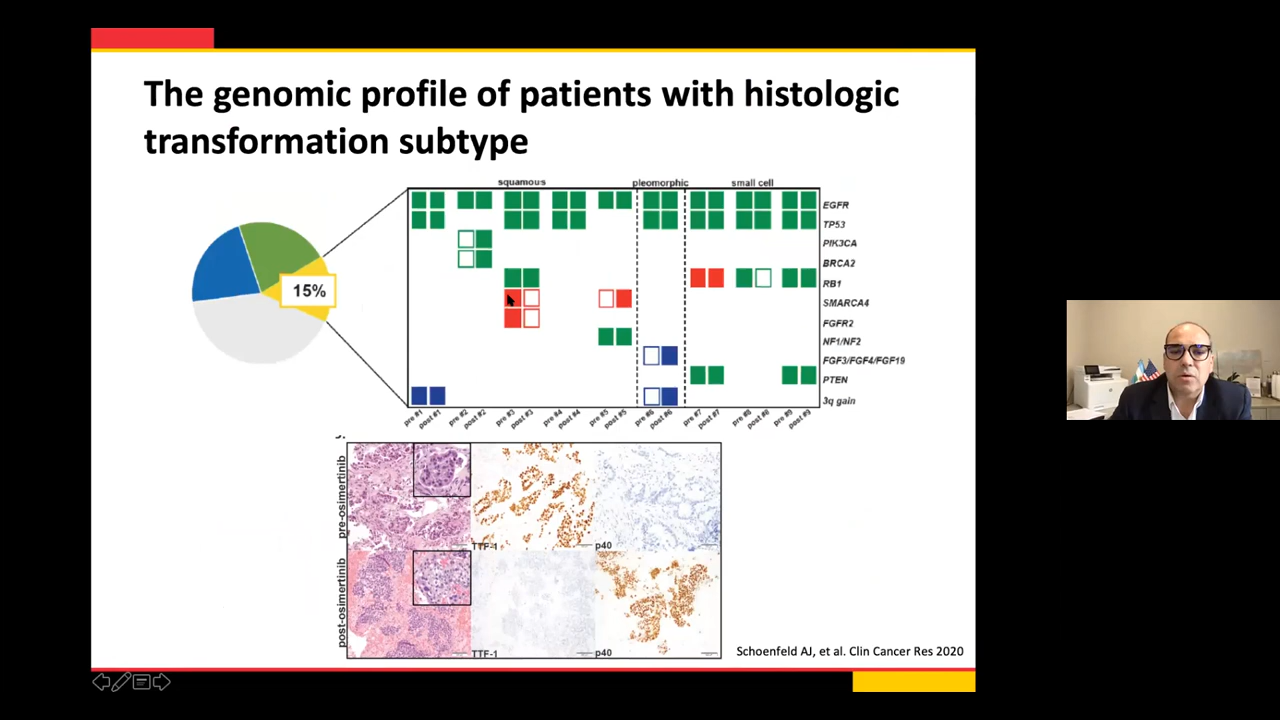 The genomic profile of patients with histologic
transformation subtype
squamous
pleomorphic
small cell
EGFR
TP53
PIK3CA
BRCA2
RB1
SMARCA4
FGFR2
NF1/NF2
FGF3/FGF4/FGF19
PTEN
3q gain
15%
pre #1
post #1
pre #2
post #2
pre #3
post #3
pre #4
post #4
pre #5
post #5
pre #6
post #6
pre #7
post #7
pre #8
post #8
pre #9
post #9
pre-osimertinib
TTF-1
p40
post-osimertinib
TTF-1
p40
Schoenfeld AJ, et al. Clin Cancer Res 2020